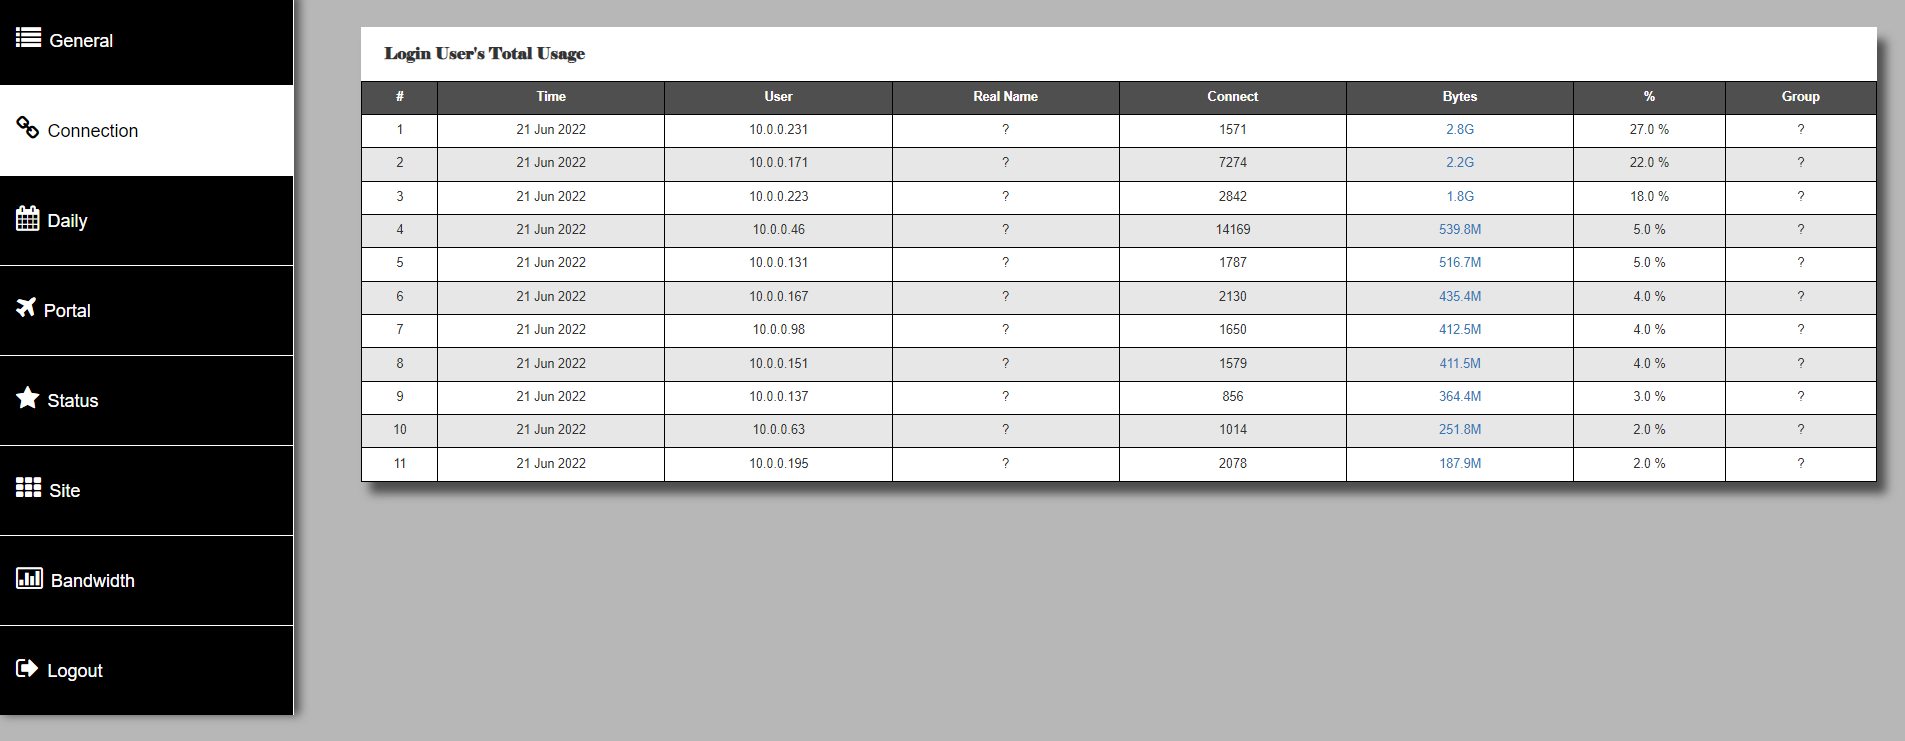 General
Connection
Daily
Portal
Status
Site
Bandwidth
Logout
Login User's Total Usage
# Time User Real Name Connect Bytes % Group
1 21 Jun 2022 10.0.0.231 ? 1571 2.8G 27.0 % ?
2 21 Jun 2022 10.0.0.171 ? 7274 2.2G 22.0 % ?
3 21 Jun 2022 10.0.0.223 ? 2842 1.8G 18.0 % ?
4 21 Jun 2022 10.0.0.46 ? 14169 539.8M 5.0 % ?
5 21 Jun 2022 10.0.0.131 ? 1787 516.7M 5.0 % ?
6 21 Jun 2022 10.0.0.167 ? 2130 435.4M 4.0 % ?
7 21 Jun 2022 10.0.0.98 ? 1650 412.5M 4.0 % ?
8 21 Jun 2022 10.0.0.151 ? 1579 411.5M 4.0 % ?
9 21 Jun 2022 10.0.0.137 ? 856 364.4M 3.0 % ?
10 21 Jun 2022 10.0.0.63 ? 1014 251.8M 2.0 % ?
11 21 Jun 2022 10.0.0.195 ? 2078 187.9M 2.0 % ?